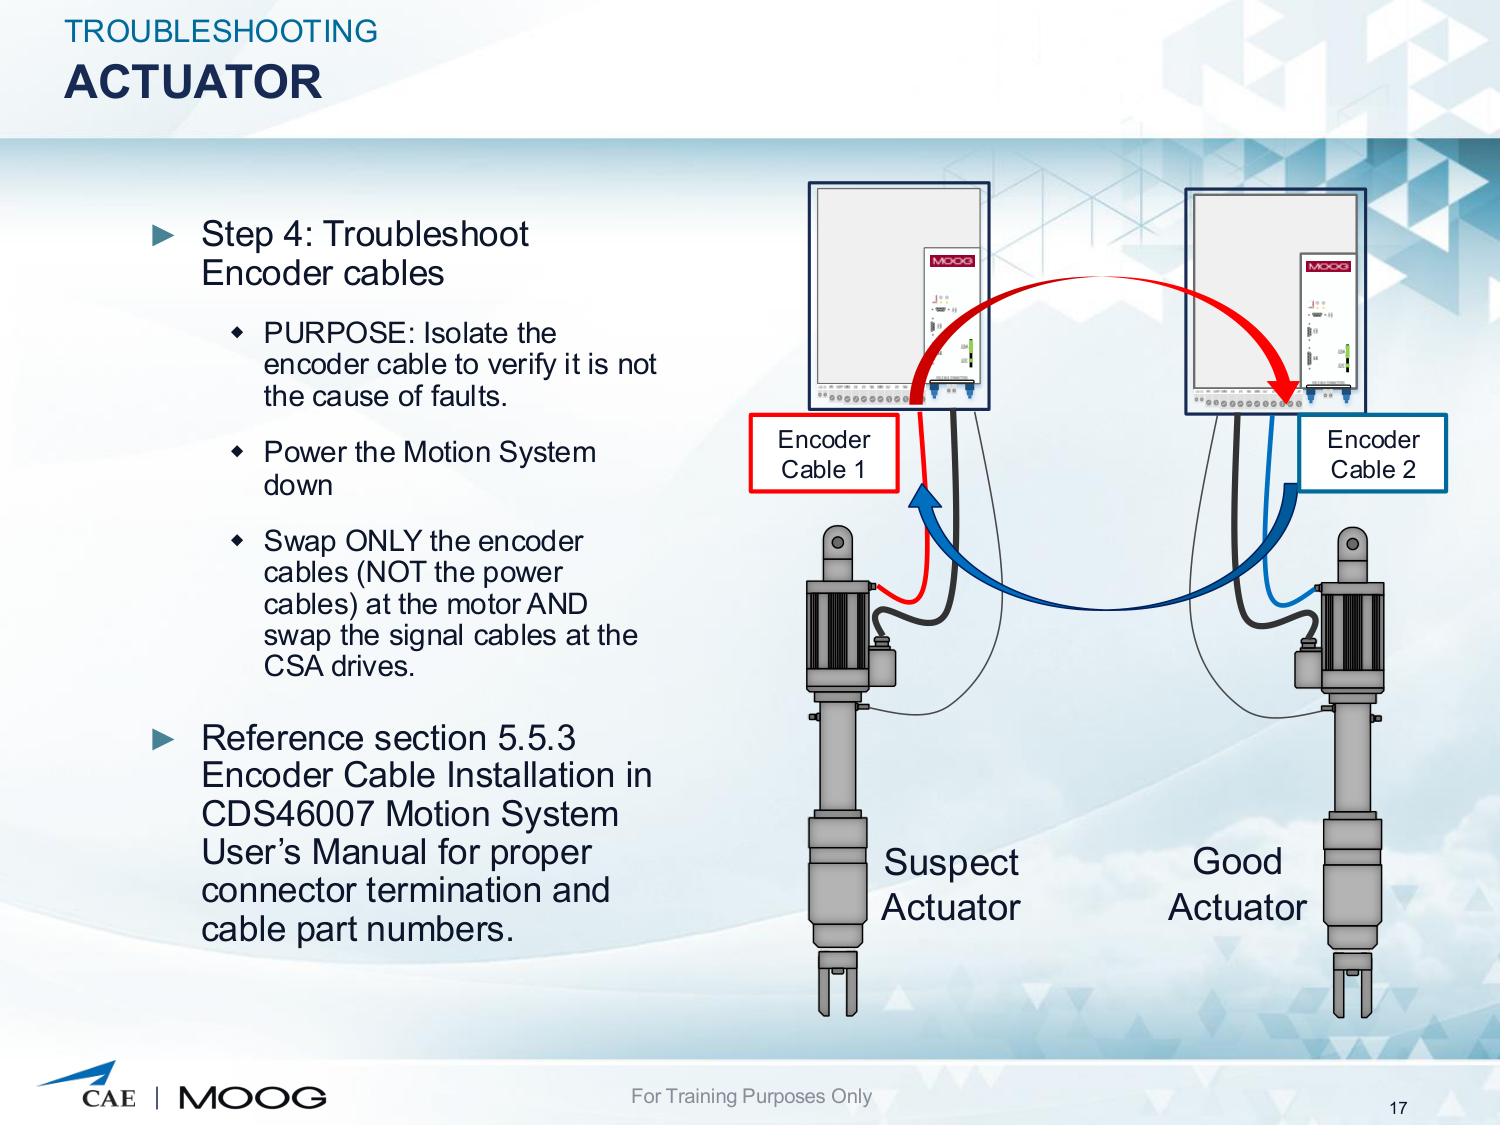 TROUBLESHOOTING
ACTUATOR
► Step 4: Troubleshoot
Encoder cables
◆ PURPOSE: Isolate the
encoder cable to verify it is not
the cause of faults.
◆ Power the Motion System
down
◆ Swap ONLY the encoder
cables (NOT the power
cables) at the motor AND
swap the signal cables at the
CSA drives.
► Reference section 5.5.3
Encoder Cable Installation in
CDS46007 Motion System
User’s Manual for proper
connector termination and
cable part numbers.
MOOG
MOOG
Encoder
Cable 1
Encoder
Cable 2
Suspect
Actuator
Good
Actuator
CAE | MOOG
For Training Purposes Only
17